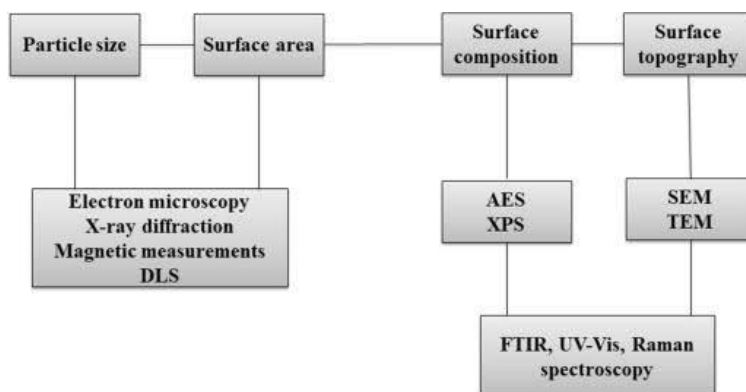 Particle size
Surface area
Surface
composition
Surface
topography
Electron microscopy
X-ray diffraction
Magnetic measurements
DLS
AES
XPS
SEM
TEM
FTIR, UV-Vis, Raman
spectroscopy